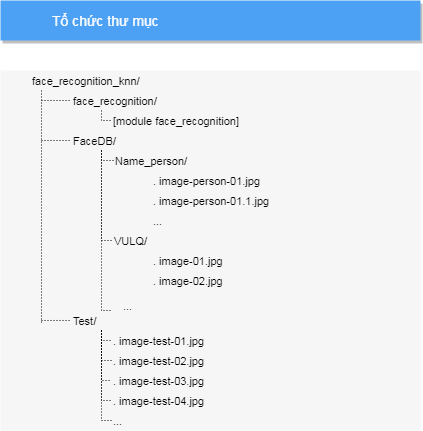 Tổ chức thư mục
face_recognition_knn/
face_recognition/
[module face_recognition]
FaceDB/
Name_person/
. image-person-01.jpg
. image-person-01.1.jpg
...
VULQ/
. image-01.jpg
. image-02.jpg
...
Test/
. image-test-01.jpg
. image-test-02.jpg
. image-test-03.jpg
. image-test-04.jpg
...